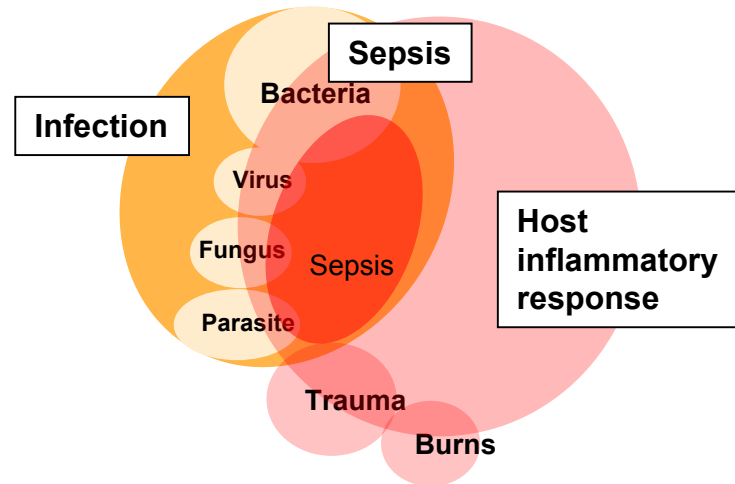 Sepsis
Bacteria
Infection
Virus
Fungus
Sepsis
Parasite
Host
inflammatory
response
Trauma
Burns